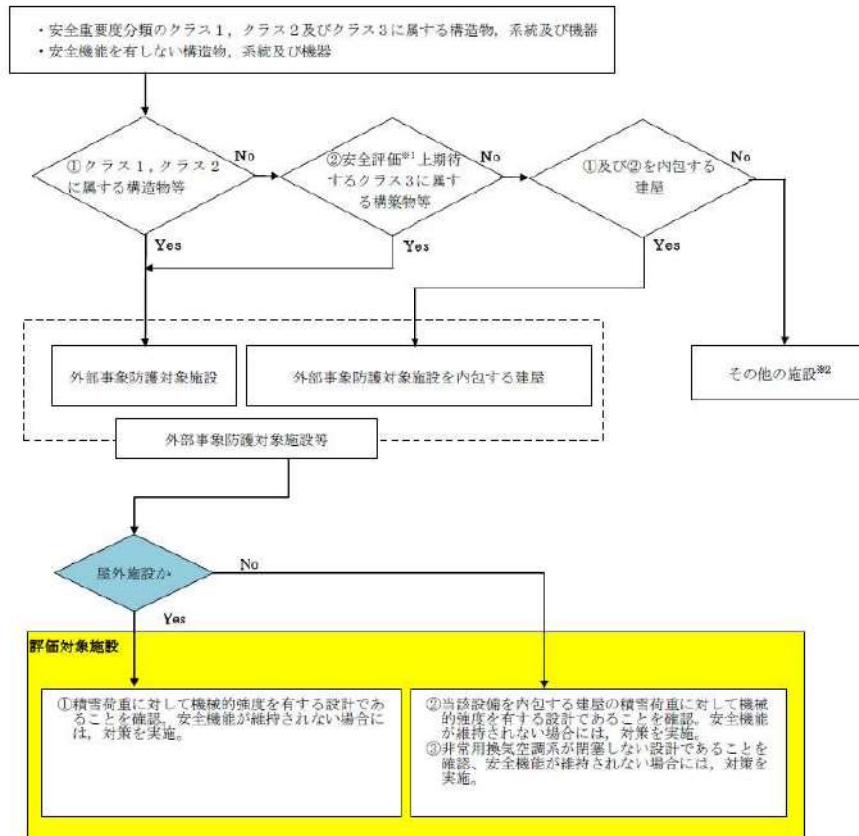 ・安全重要度分類のクラス1，クラス2及びクラス3に属する構造物，系統及び機器
・安全機能を有しない構造物，系統及び機器
①クラス1，クラス2
に属する構造物等
No
②安全評価※1上期待
するクラス3に属す
る構築物等
No
①及び②を内包する
建屋
No
Yes
Yes
Yes
外部事象防護対象施設
外部事象防護対象施設を内包する建屋
その他の施設※2
外部事象防護対象施設等
屋外施設か
No
Yes
評価対象施設
①積雪荷重に対して機械的強度を有する設計であ
ることを確認。安全機能が維持されない場合に
は，対策を実施。
②当該設備を内包する建屋の積雪荷重に対して機械
的強度を有する設計であることを確認。安全機能
が維持されない場合には，対策を実施。
③非常用換気空調系が閉塞しない設計であることを
確認、安全機能が維持されない場合には，対策を
実施。